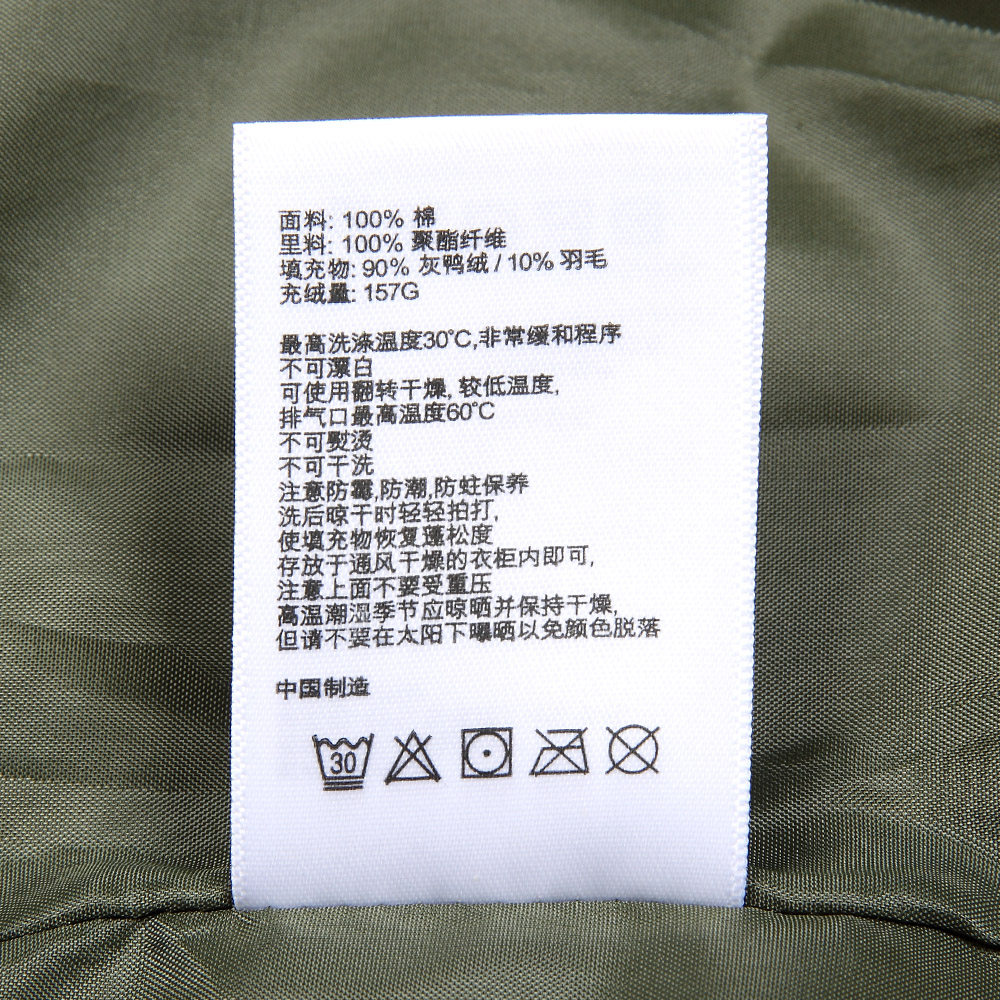 面料: 100% 棉
里料: 100% 聚酯纤维
填充物: 90% 灰鸭绒 / 10% 羽毛
充绒量: 157G
最高洗涤温度30℃,非常缓和程序
不可漂白
可使用翻转干燥, 较低温度,
排气口最高温度60℃
不可熨烫
不可干洗
注意防霉,防潮,防蛀保养
洗后晾干时轻轻拍打,
使填充物恢复蓬松度
存放于通风干燥的衣柜内即可,
注意上面不要受重压
高温潮湿季节应晾晒并保持干燥,
但请不要在太阳下曝晒以免颜色脱落
中国制造
30